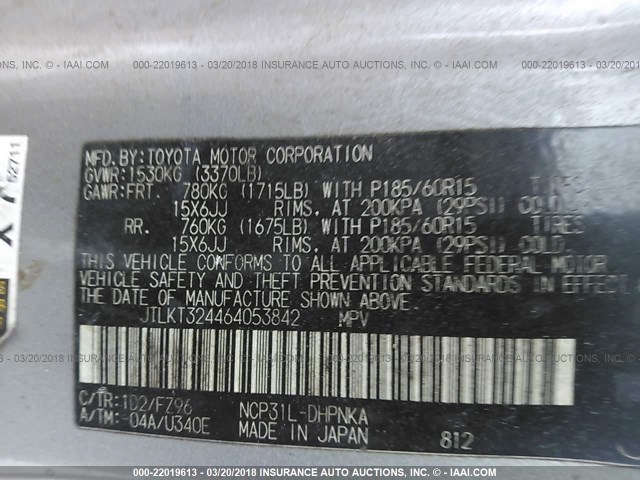 000-22019613 - 03/20/2018 INSURANCE AUTO AUCTIONS, INC. © - IAAI.COM
52711
MFD.BY:TOYOTA MOTOR CORPORATION
GVWR:1530KG (3370LB)
GAWR:FRT. 780KG (1715LB) WITH P185/60R15 TIRES
15X6JJ RIMS, AT 200KPA (29PSI) COLD,
RR. 760KG (1675LB) WITH P185/60R15 TIRES
15X6JJ RIMS, AT 200KPA (29PSI) COLD.
THIS VEHICLE CONFORMS TO ALL APPLICABLE FEDERAL MOTOR
VEHICLE SAFETY AND THEFT PREVENTION STANDARDS IN
THE DATE OF MANUFACTURE SHOWN ABOVE.
JTLKT324464053842 MPV
C/TR:1D2/FZ96 NCP31L-DHPNKA
A/TM:-04A/U340E MADE IN JAPAN 812
000-22019613 - 03/20/2018 INSURANCE AUTO AUCTIONS, INC. © - IAAI.COM